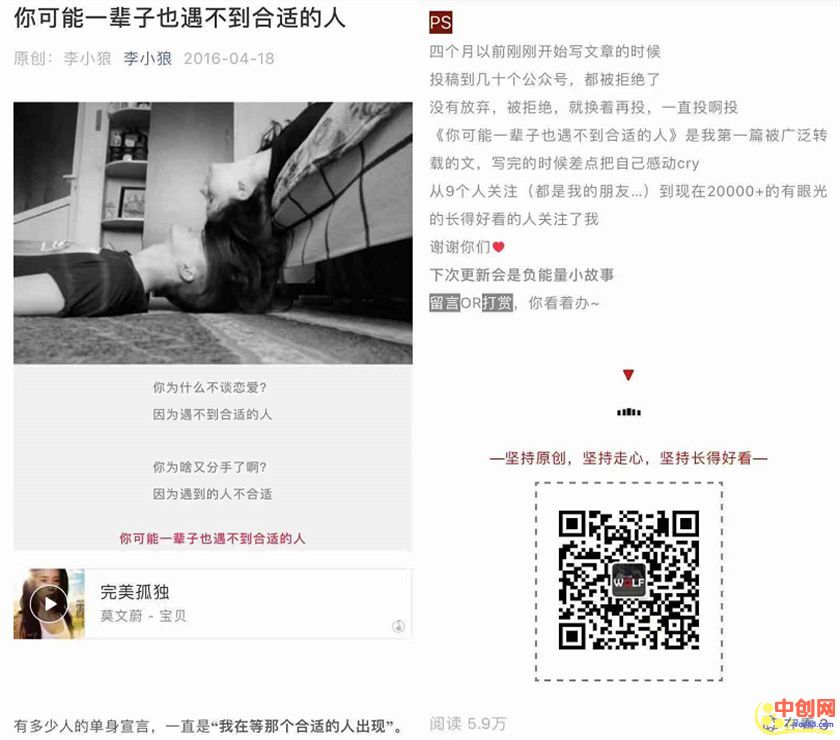 你可能一辈子也遇不到合适的人
原创: 李小狼 李小狼 2016-04-18
你为什么不谈恋爱?
因为遇不到合适的人
你为啥又分手了啊?
因为遇到的人不合适
你可能一辈子也遇不到合适的人
完美孤独
莫文蔚 - 宝贝
有多少人的单身宣言，一直是“我在等那个合适的人出现”。
PS
四个月以前刚刚开始写文章的时候
投稿到几十个公众号，都被拒绝了
没有放弃，被拒绝，就换着再投，一直投啊投
《你可能一辈子也遇不到合适的人》是我第一篇被广泛转
载的文，写完的时候差点把自己感动cry
从9个人关注（都是我的朋友...）到现在20000+的有眼光
的长得好看的人关注了我
谢谢你们❤
下次更新会是负能量小故事
留言OR打赏，你看着办~
—坚持原创，坚持走心，坚持长得好看—
WOLF
阅读 5.9万
中创网